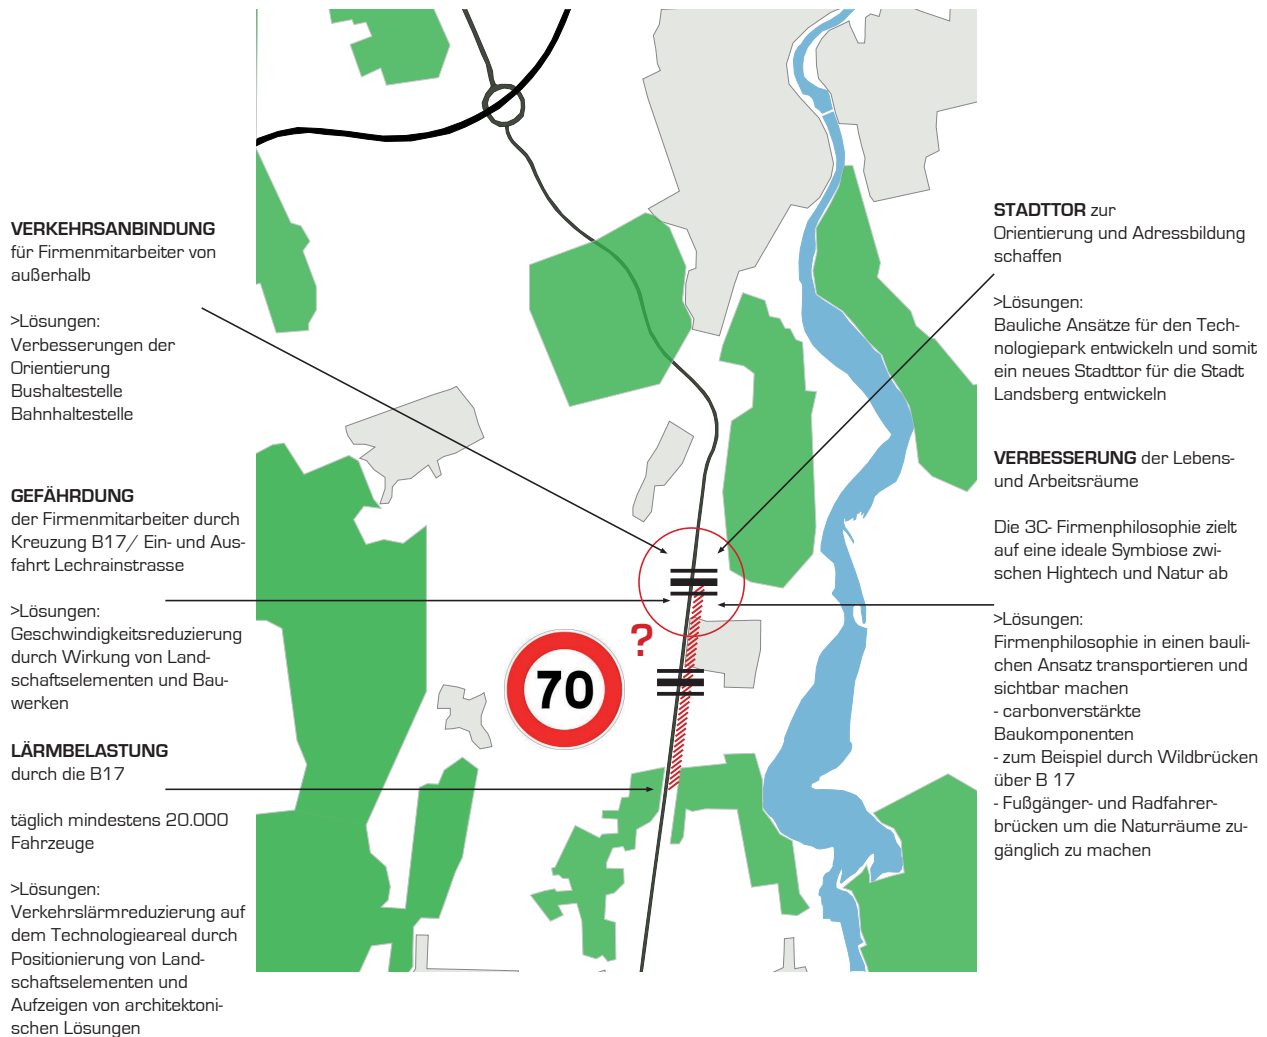 VERKEHRSANBINDUNG
für Firmenmitarbeiter von
außerhalb
>Lösungen:
Verbesserungen der
Orientierung
Bushaltestelle
Bahnhaltestelle
GEFÄHRDUNG
der Firmenmitarbeiter durch
Kreuzung B17/ Ein- und Aus-
fahrt Lechrainstrasse
>Lösungen:
Geschwindigkeitsreduzierung
durch Wirkung von Land-
schaftselementen und Bau-
werken
LÄRMBELASTUNG
durch die B17
täglich mindestens 20.000
Fahrzeuge
>Lösungen:
Verkehrslärmreduzierung auf
dem Technologieareal durch
Positionierung von Land-
schaftselementen und
Aufzeigen von architektoni-
schen Lösungen
?
70
STADTTOR zur
Orientierung und Adressbildung
schaffen
>Lösungen:
Bauliche Ansätze für den Tech-
nologiepark entwickeln und somit
ein neues Stadttor für die Stadt
Landsberg entwickeln
VERBESSERUNG der Lebens-
und Arbeitsräume
Die 3C- Firmenphilosophie zielt
auf eine ideale Symbiose zwi-
schen Hightech und Natur ab
>Lösungen:
Firmenphilosophie in einen bauli-
chen Ansatz transportieren und
sichtbar machen
- carbonverstärkte
Baukomponenten
- zum Beispiel durch Wildbrücken
über B 17
- Fußgänger- und Radfahrer-
brücken um die Naturräume zu-
gänglich zu machen